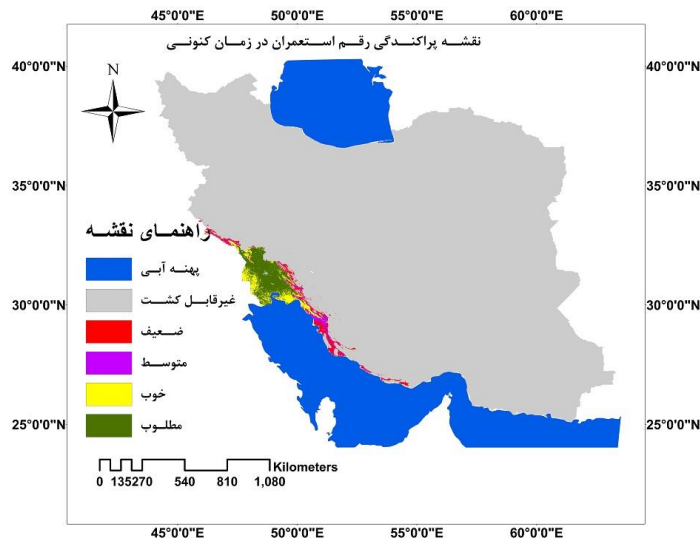 45°0'0"E 50°0'0"E 55°0'0"E 60°0'0"E
نقشه پراکندگی رقم استعمران در زمان کنونی
40°0'0"N 40°0'0"N
N
35°0'0"N 35°0'0"N
راهنمای نقشه
پهنه آبی
30°0'0"N 30°0'0"N
غیرقابل کشت
ضعیف
متوسط
خوب
25°0'0"N 25°0'0"N
مطلوب
Kilometers
0 135270 540 810 1,080
45°0'0"E 50°0'0"E 55°0'0"E 60°0'0"E